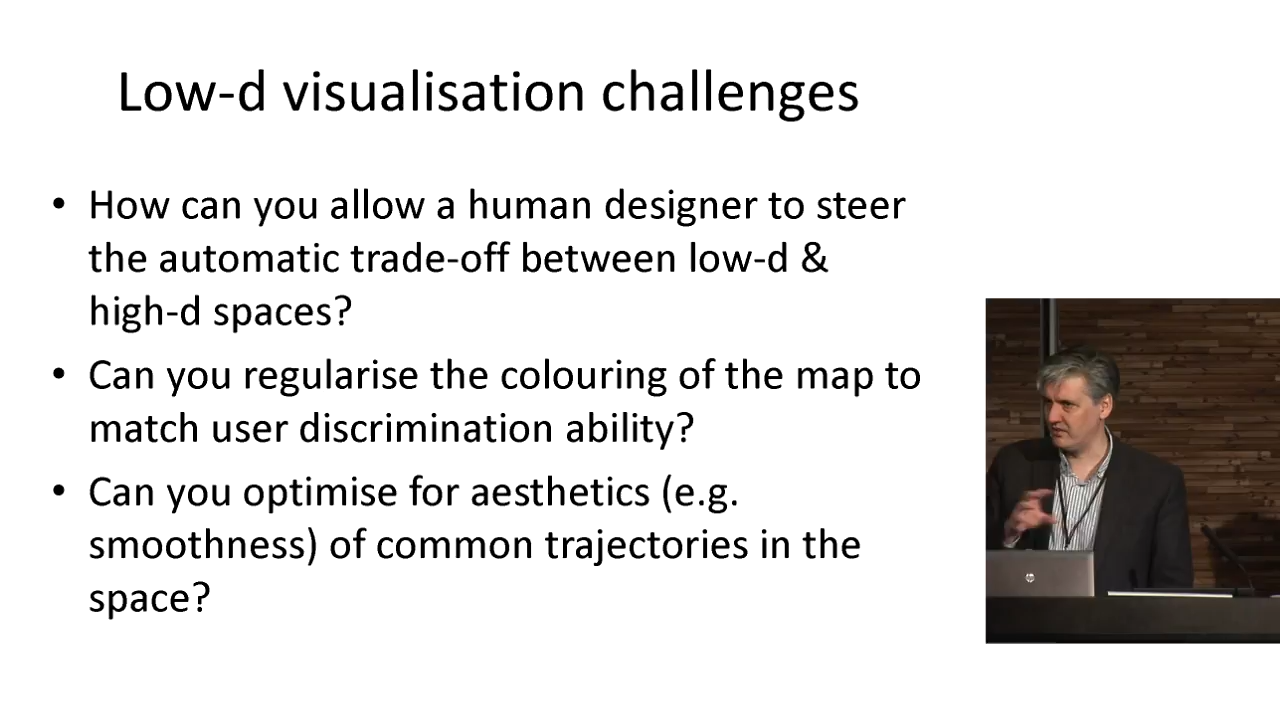 Low-d visualisation challenges
• How can you allow a human designer to steer
the automatic trade-off between low-d &
high-d spaces?
• Can you regularise the colouring of the map to
match user discrimination ability?
• Can you optimise for aesthetics (e.g.
smoothness) of common trajectories in the
space?
hp